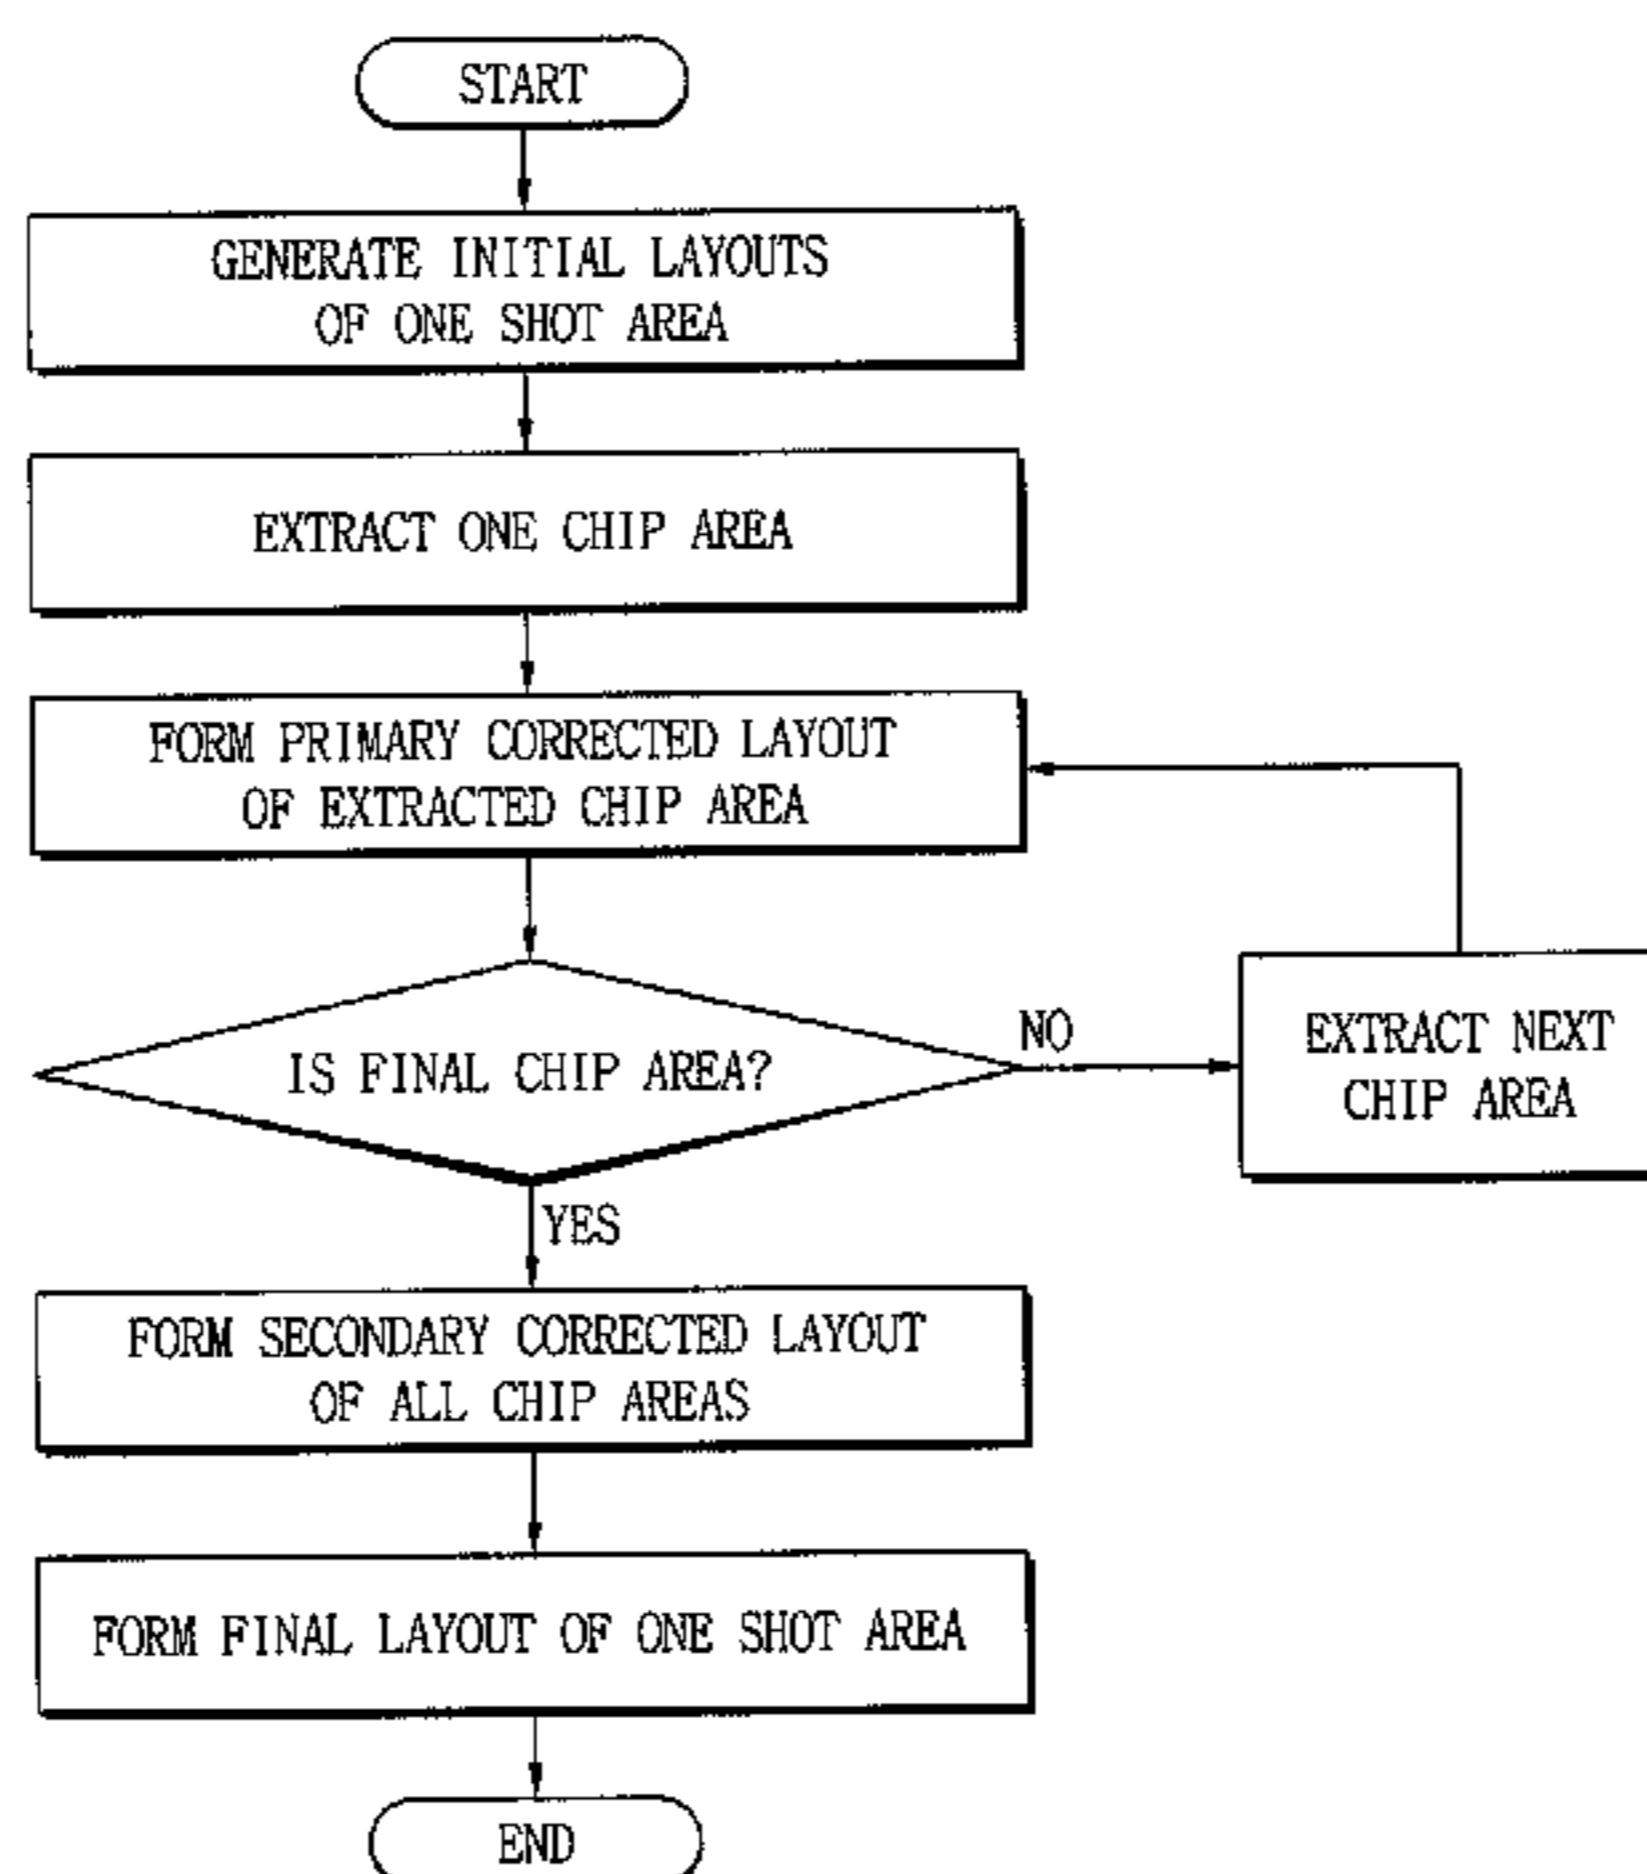 START
GENERATE INITIAL LAYOUTS
OF ONE SHOT AREA
EXTRACT ONE CHIP AREA
FORM PRIMARY CORRECTED LAYOUT
OF EXTRACTED CHIP AREA
IS FINAL CHIP AREA?
NO
EXTRACT NEXT
CHIP AREA
YES
FORM SECONDARY CORRECTED LAYOUT
OF ALL CHIP AREAS
FORM FINAL LAYOUT OF ONE SHOT AREA
END